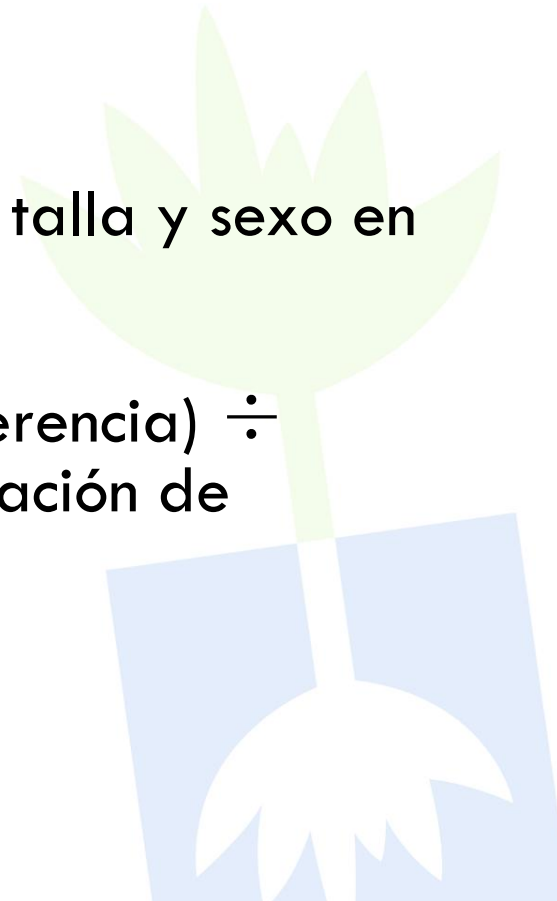 talla y sexo en
erencia) ÷
ación de